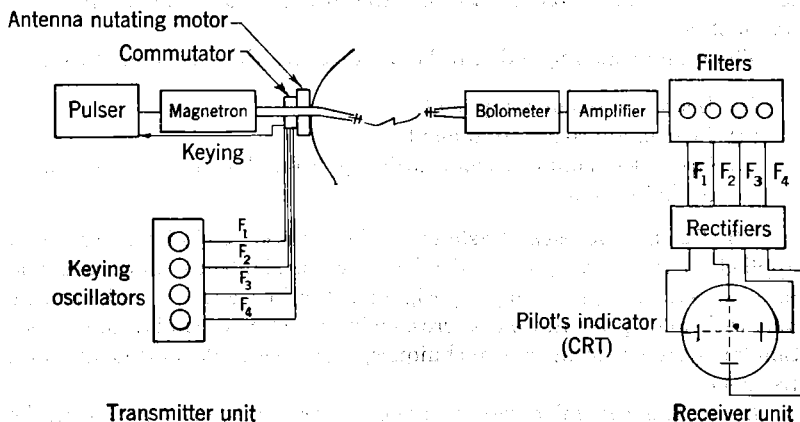 Antenna nutating motor
Commutator
Filters
Pulser
Magnetron
Bolometer
Amplifier
Keying
F₁
F₂
F₃
F₄
Rectifiers
Keying
oscillators
F₁
F₂
F₃
F₄
Pilot's indicator
(CRT)
Transmitter unit
Receiver unit